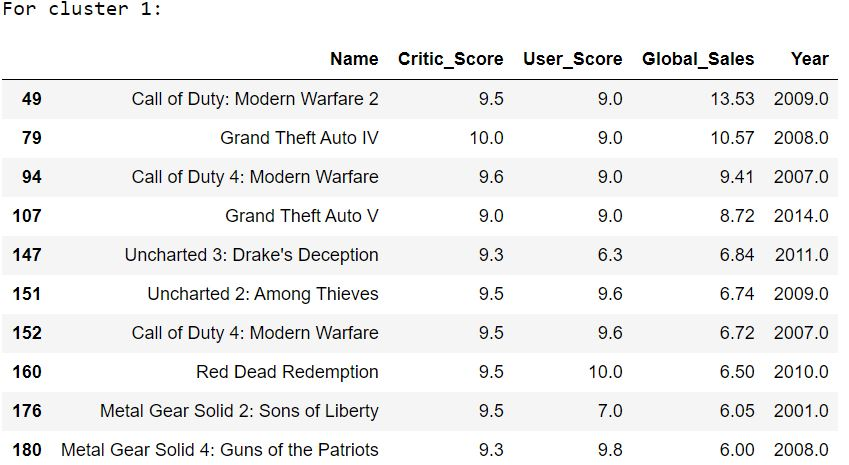 For cluster 1:
Name Critic_Score User_Score Global_Sales Year
49 Call of Duty: Modern Warfare 2 9.5 9.0 13.53 2009.0
79 Grand Theft Auto IV 10.0 9.0 10.57 2008.0
94 Call of Duty 4: Modern Warfare 9.6 9.0 9.41 2007.0
107 Grand Theft Auto V 9.0 9.0 8.72 2014.0
147 Uncharted 3: Drake's Deception 9.3 6.3 6.84 2011.0
151 Uncharted 2: Among Thieves 9.5 9.6 6.74 2009.0
152 Call of Duty 4: Modern Warfare 9.5 9.6 6.72 2007.0
160 Red Dead Redemption 9.5 10.0 6.50 2010.0
176 Metal Gear Solid 2: Sons of Liberty 9.5 7.0 6.05 2001.0
180 Metal Gear Solid 4: Guns of the Patriots 9.3 9.8 6.00 2008.0